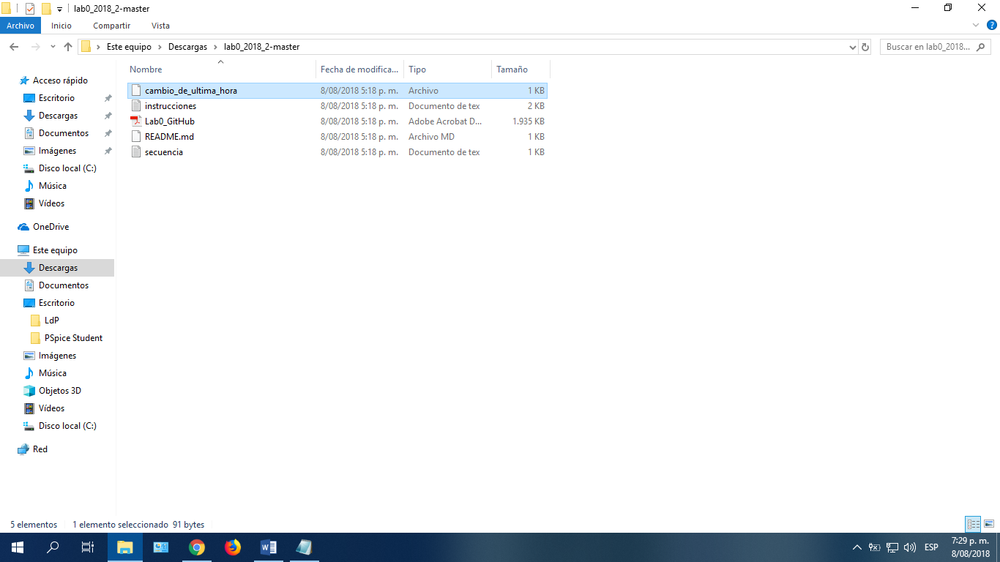 lab0_2018_2-master
Archivo Inicio Compartir Vista
Este equipo Descargas lab0_2018_2-master Buscar en lab0_2018...
Nombre Fecha de modifica... Tipo Tamaño
cambio_de_ultima_hora 8/08/2018 5:18 p. m. Archivo 1 KB
instrucciones 8/08/2018 5:18 p. m. Documento de tex 2 KB
Lab0_GitHub 8/08/2018 5:18 p. m. Adobe Acrobat D... 1.935 KB
README.md 8/08/2018 5:18 p. m. Archivo MD 1 KB
secuencia 8/08/2018 5:18 p. m. Documento de tex 1 KB
Acceso rápido
Escritorio
Descargas
Documentos
Imágenes
Disco local (C:)
Música
Vídeos
OneDrive
Este equipo
Descargas
Documentos
Escritorio
LdP
PSpice Student
Imágenes
Música
Objetos 3D
Vídeos
Disco local (C:)
Red
5 elementos 1 elemento seleccionado 91 bytes
ESP 7:29 p. m.
8/08/2018